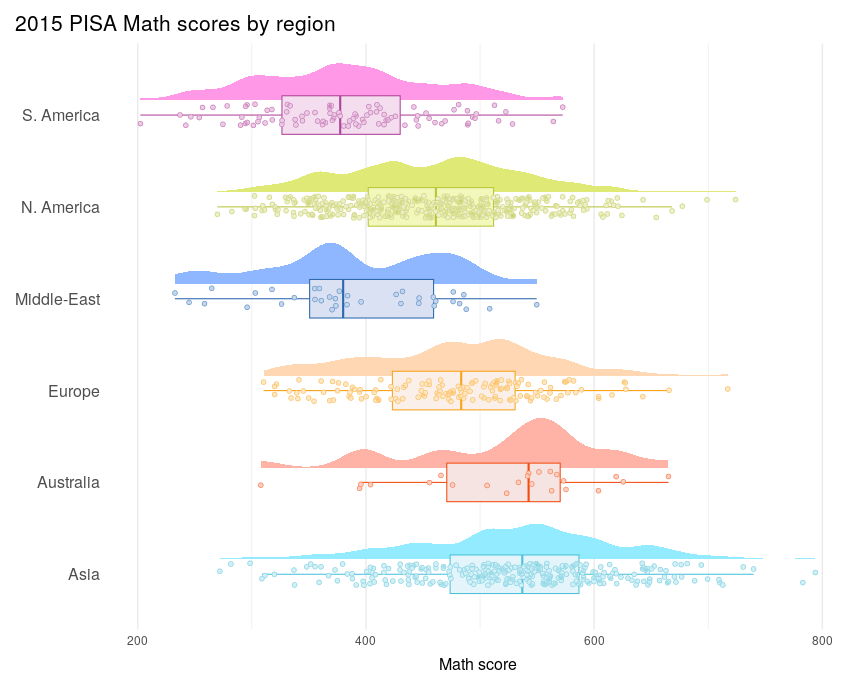 2015 PISA Math scores by region
S. America
N. America
Middle-East
Europe
Australia
Asia
200 400 600 800
Math score